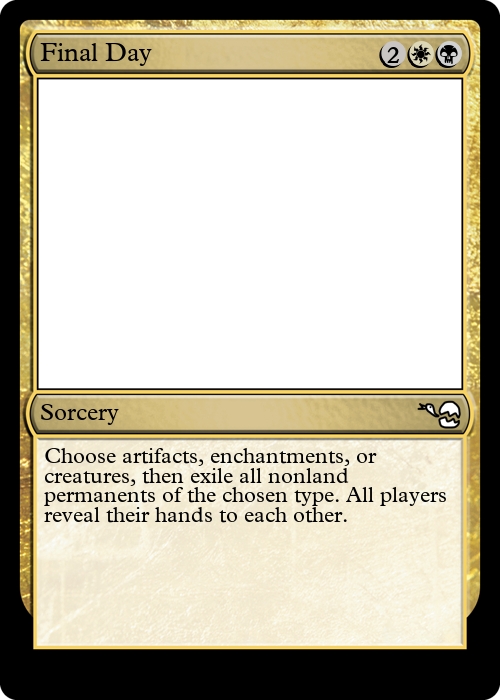 Final Day
2
Sorcery
Choose artifacts, enchantments, or
creatures, then exile all nonland
permanents of the chosen type. All players
reveal their hands to each other.